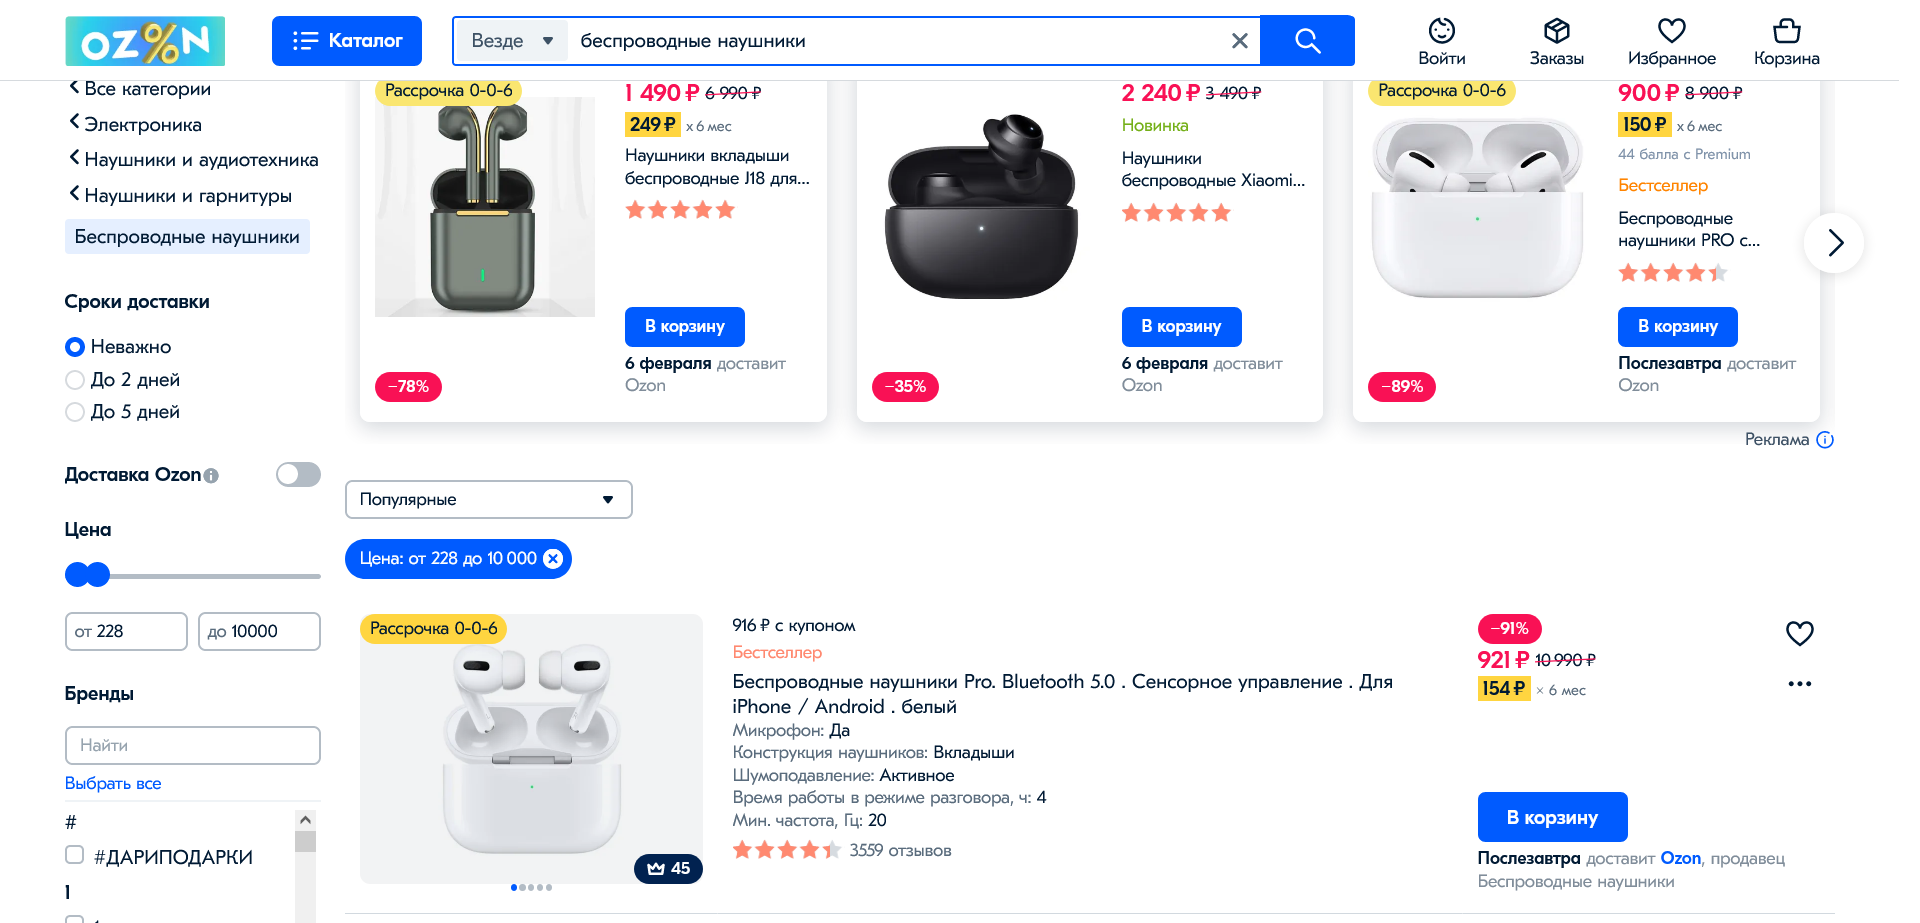 OZ%N
Каталог
Везде
беспроводные наушники
Войти
Заказы
Избранное
Корзина
Все категории
Электроника
Наушники и аудиотехника
Наушники и гарнитуры
Беспроводные наушники
Сроки доставки
Неважно
До 2 дней
До 5 дней
Доставка Ozon
Цена
от 228
до 10000
Бренды
Найти
Выбрать все
#
#ДАРИПОДАРКИ
1
Рассрочка 0-0-6
1 490 ₽ 6 990 ₽
249 ₽ x 6 мес
Наушники вкладыши
беспроводные J18 для...
В корзину
6 февраля доставит
Ozon
−78%
2 240 ₽ 3 490 ₽
Новинка
Наушники
беспроводные Xiaomi...
В корзину
6 февраля доставит
Ozon
−35%
Рассрочка 0-0-6
900 ₽ 8 900 ₽
150 ₽ x 6 мес
44 балла с Premium
Бестселлер
Беспроводные
наушники PRO с...
В корзину
Послезавтра доставит
Ozon
−89%
Реклама
Популярные
Цена: от 228 до 10 000
Рассрочка 0-0-6
45
916 ₽ с купоном
Бестселлер
Беспроводные наушники Pro. Bluetooth 5.0 . Сенсорное управление . Для
iPhone / Android . белый
Микрофон: Да
Конструкция наушников: Вкладыши
Шумоподавление: Активное
Время работы в режиме разговора, ч: 4
Мин. частота, Гц: 20
3559 отзывов
−91%
921 ₽ 10 990 ₽
154 ₽ × 6 мес
В корзину
Послезавтра доставит Ozon, продавец
Беспроводные наушники